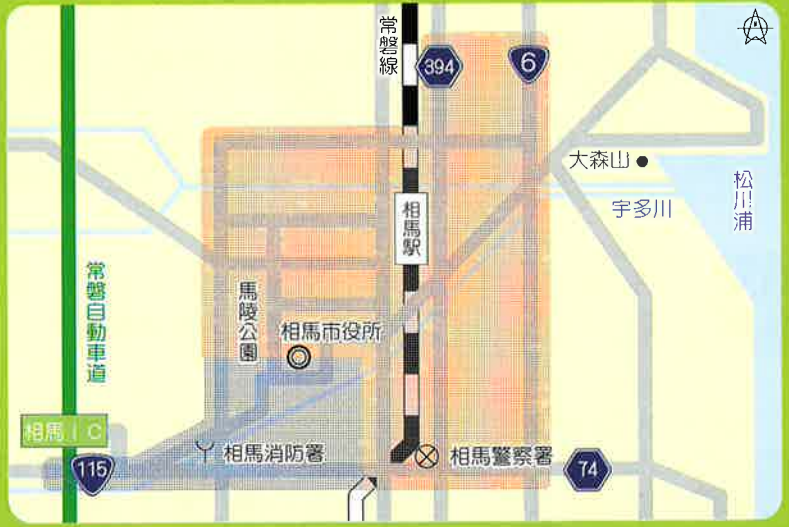 常磐線
394
6
大森山
宇多川
松川浦
相馬駅
常磐自動車道
馬陵公園
相馬市役所
相馬IC
115
相馬消防署
相馬警察署
74